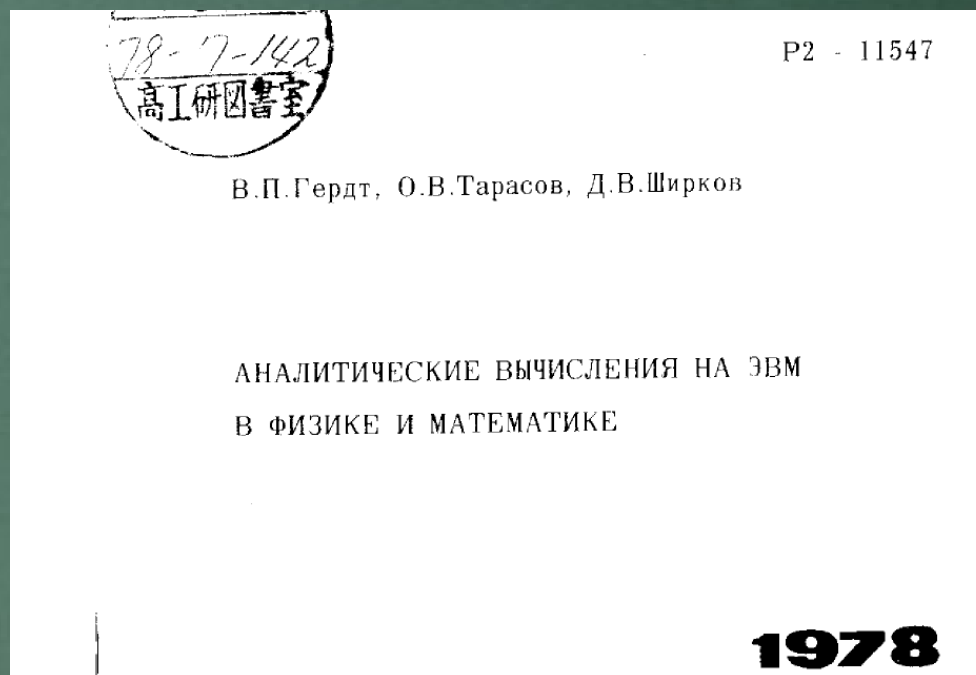 78-7-142
高工研図書室
P2 - 11547
В.П.Гердт, О.В.Тарасов, Д.В.Ширков
АНАЛИТИЧЕСКИЕ ВЫЧИСЛЕНИЯ НА ЭВМ
В ФИЗИКЕ И МАТЕМАТИКЕ
1978